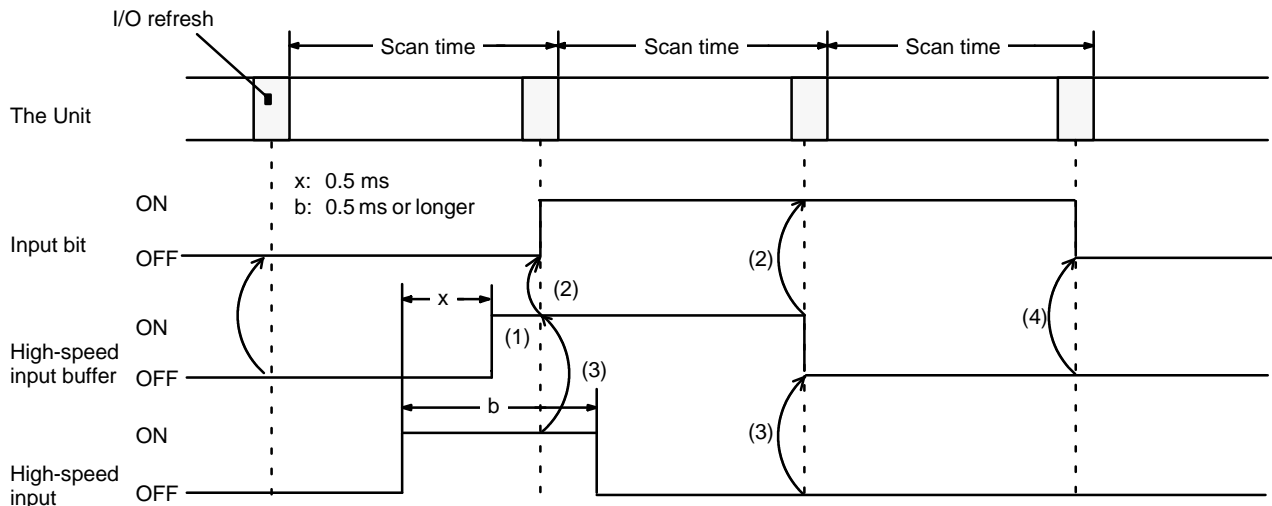 I/O refresh
Scan time
Scan time
Scan time
The Unit
x: 0.5 ms
b: 0.5 ms or longer
ON
Input bit
OFF
(2)
(2)
x
ON
(1)
(4)
High-speed
input buffer
OFF
(3)
b
ON
(3)
High-speed
input
OFF